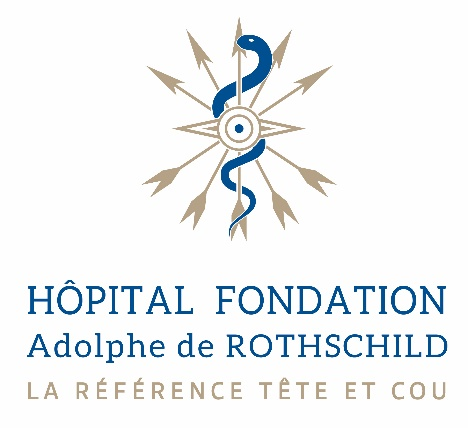 HÔPITAL FONDATION
Adolphe de ROTHSCHILD
LA RÉFÉRENCE TÊTE ET COU